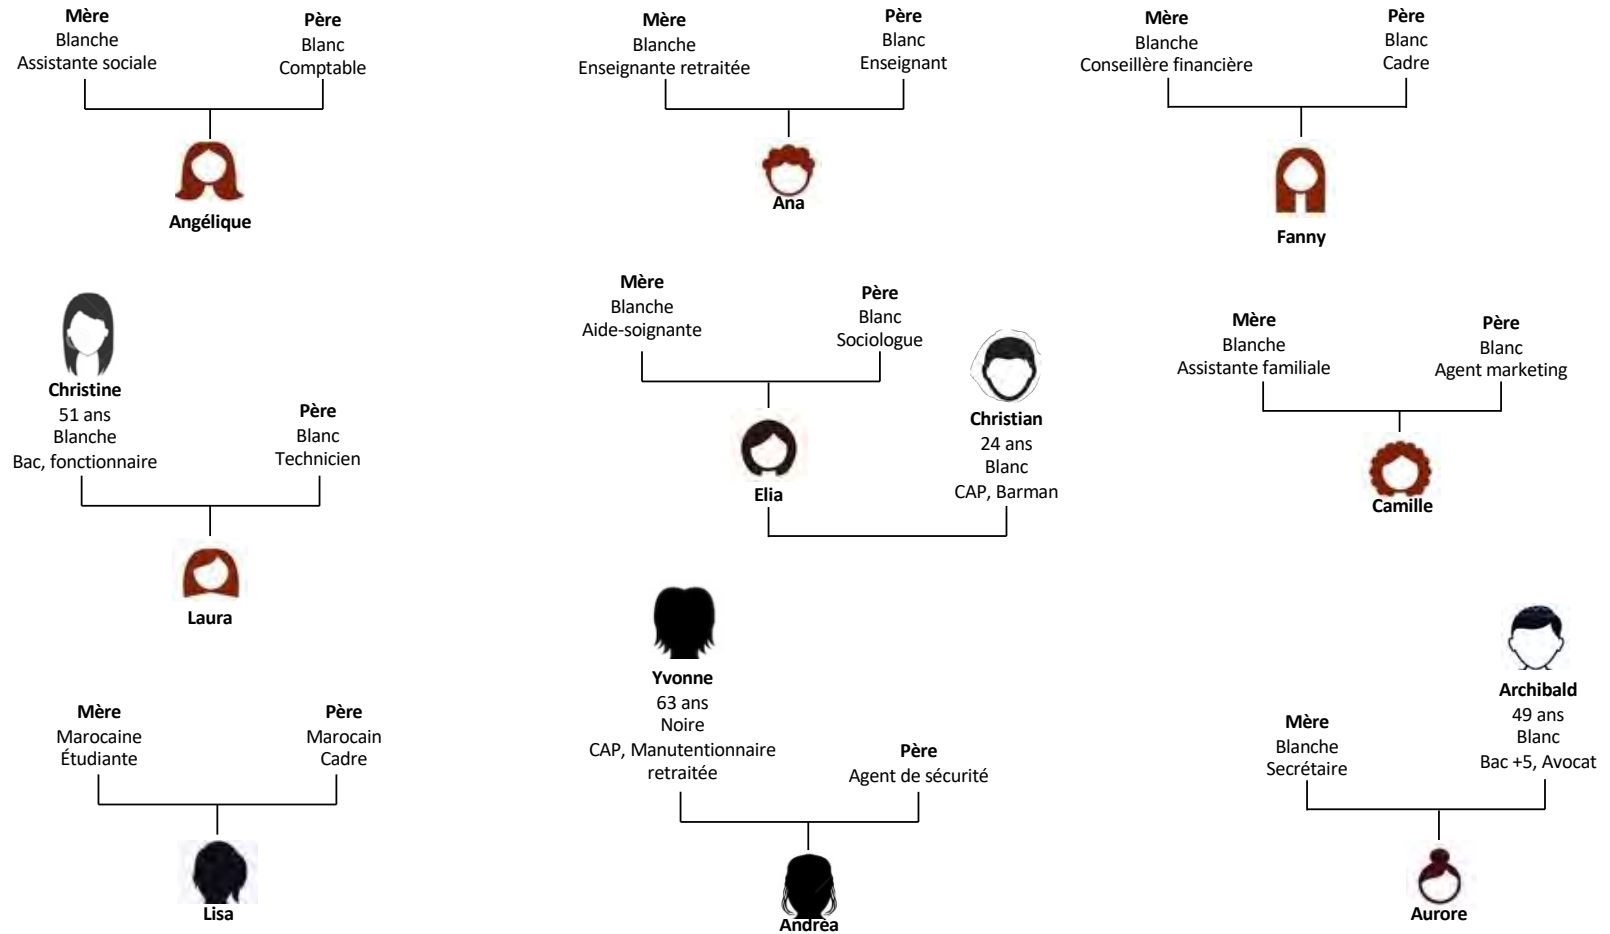 Mère
Blanche
Assistante sociale
Père
Blanc
Comptable
Angélique
Mère
Blanche
Enseignante retraitée
Père
Blanc
Enseignant
Ana
Mère
Blanche
Conseillère financière
Père
Blanc
Cadre
Fanny
Christine
51 ans
Blanche
Bac, fonctionnaire
Père
Blanc
Technicien
Laura
Mère
Blanche
Aide-soignante
Père
Blanc
Sociologue
Elia
Christian
24 ans
Blanc
CAP, Barman
Mère
Blanche
Assistante familiale
Père
Blanc
Agent marketing
Camille
Mère
Marocaine
Étudiante
Père
Marocain
Cadre
Lisa
Yvonne
63 ans
Noire
CAP, Manutentionnaire
retraitée
Père
Agent de sécurité
Andréa
Mère
Blanche
Secrétaire
Archibald
49 ans
Blanc
Bac +5, Avocat
Aurore